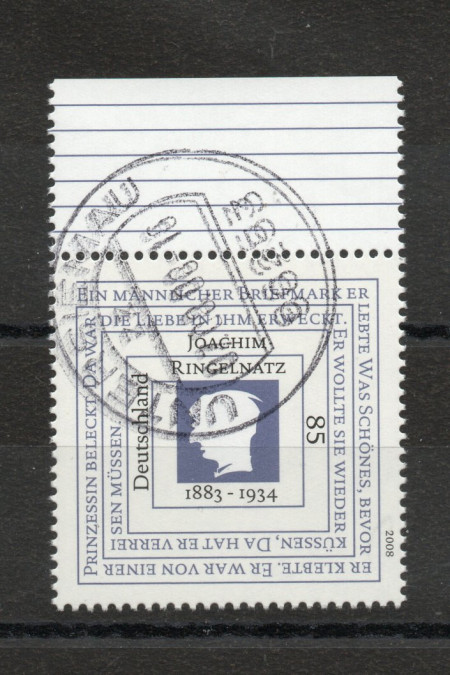 EIN MÄNNLICHER BRIEFMARK ER
LEBTE WAS SCHÖNES, BEVOR
ER KLEBTE. ER WAR VON EINER
PRINZESSIN BELECKT. DA WAR
DIE LIEBE IN IHM ERWECKT.
ER WOLLTE SIE WIEDER
KÜSSEN, DA HAT ER VERREI
SEN MÜSSEN.
JOACHIM
RINGELNATZ
Deutschland
85
1883 - 1934
2008